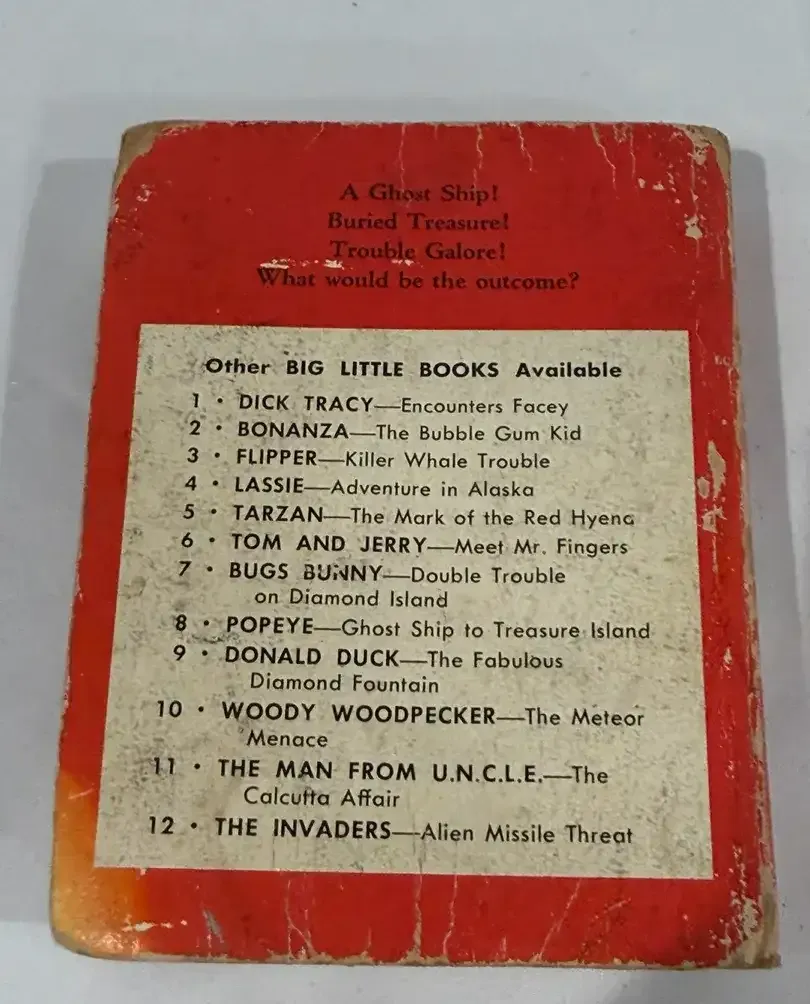 A Ghost Ship!
Buried Treasure!
Trouble Galore!
What would be the outcome?
Other BIG LITTLE BOOKS Available
1 • DICK TRACY—Encounters Facey
2 • BONANZA—The Bubble Gum Kid
3 • FLIPPER—Killer Whale Trouble
4 • LASSIE—Adventure in Alaska
5 • TARZAN—The Mark of the Red Hyena
6 • TOM AND JERRY—Meet Mr. Fingers
7 • BUGS BUNNY—Double Trouble
on Diamond Island
8 • POPEYE—Ghost Ship to Treasure Island
9 • DONALD DUCK—The Fabulous
Diamond Fountain
10 • WOODY WOODPECKER—The Meteor
Menace
11 • THE MAN FROM U.N.C.L.E.—The
Calcutta Affair
12 • THE INVADERS—Alien Missile Threat